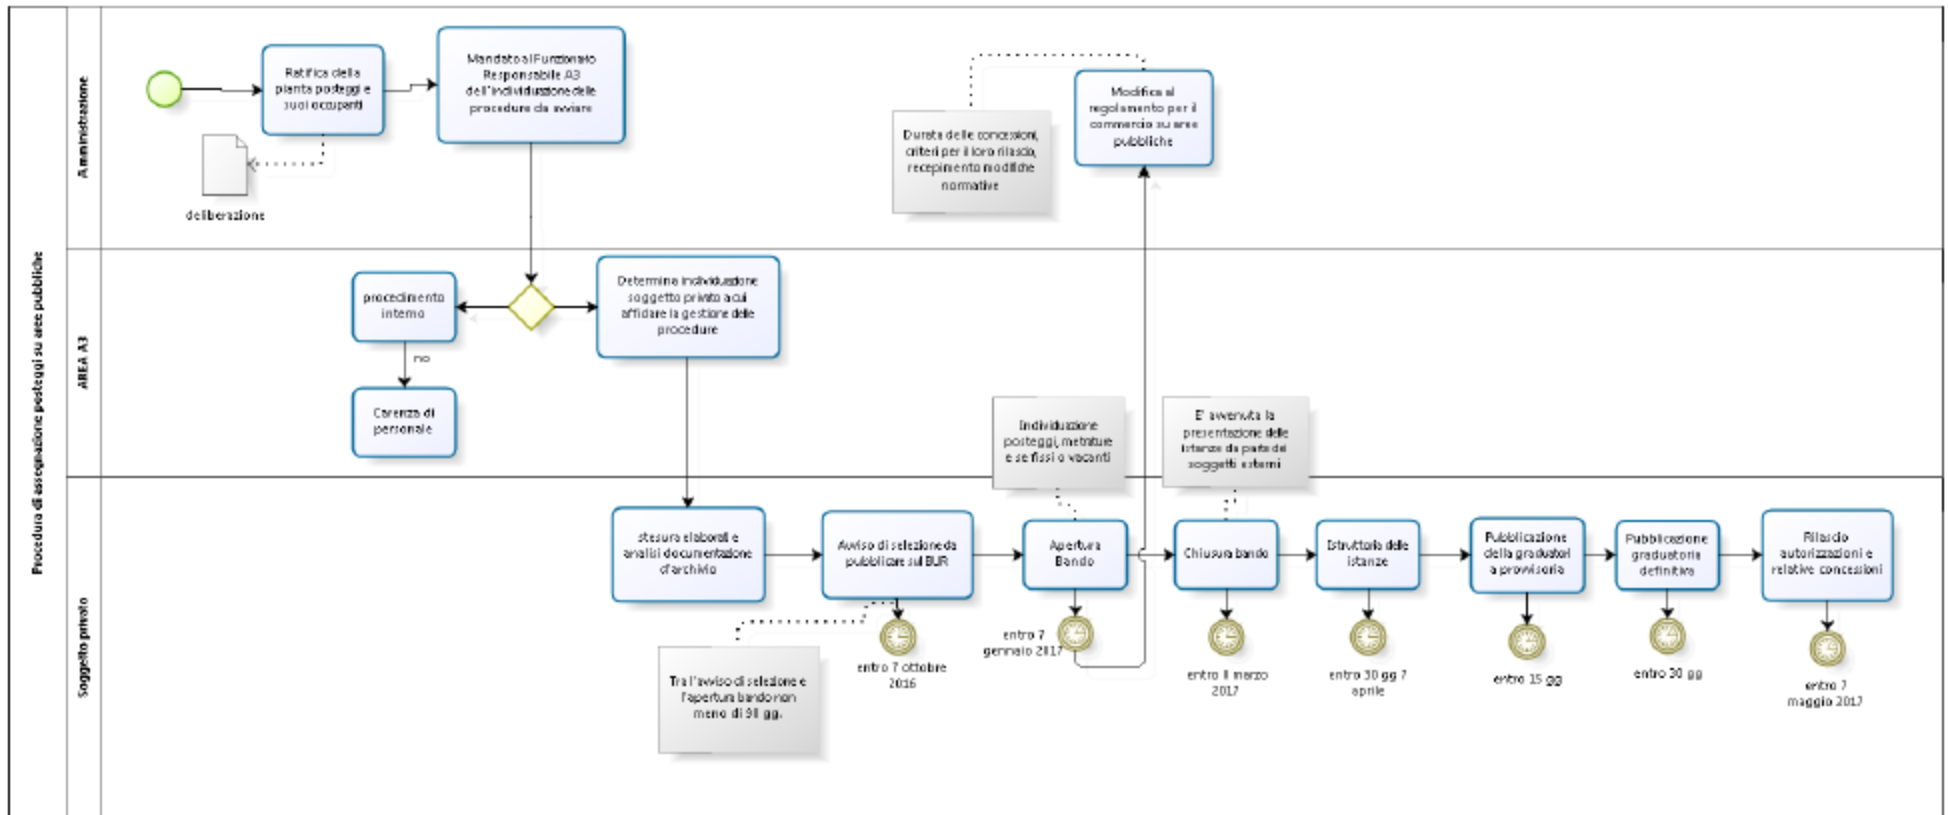 Procedura di assegnazione posteggi su aree pubbliche
Amministrazione
Ratifica della
pianta posteggi e
suoi occupanti
deliberazione
Mandato al Funzionario
Responsabile A3
dell'individuazione delle
procedure da avviare
Durata delle concessioni,
criteri per il loro rilascio,
recepimento modifiche
normative
Modifica al
regolamento per il
commercio su aree
pubbliche
AREA A3
procedimento
interno
no
Carenza di
personale
Determina individuazione
soggetto privato a cui
affidare la gestione delle
procedure
Individuazione
posteggi, metrature
e se fissi o vacanti
E' avvenuta la
presentazione delle
istanze da parte dei
soggetti esterni
Soggetto privato
stesura elaborati e
analisi documentazione
d'archivio
Avviso di selezione da
pubblicare sul BUR
Apertura
Bando
Chiusura bando
Istruttoria delle
istanze
Pubblicazione
della graduatori
a provvisoria
Pubblicazione
graduatoria
definitiva
Rilascio
autorizzazioni e
relative concessioni
Tra l'avviso di selezione e
l'apertura bando non
meno di 90 gg.
entro 7 ottobre
2016
entro 7
gennaio 2017
entro 8 marzo
2017
entro 30 gg 7
aprile
entro 15 gg
entro 30 gg
entro 7
maggio 2017